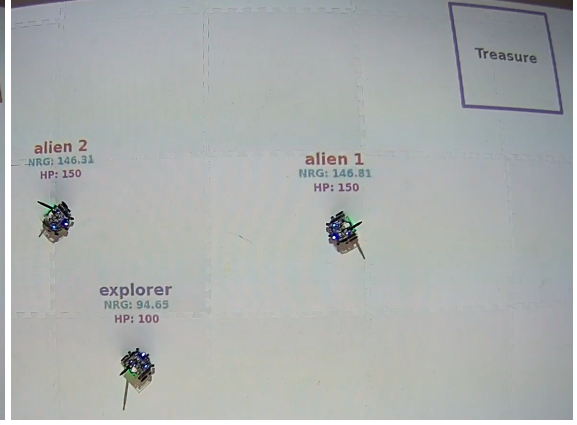 Treasure
alien 2
NRG: 146.31
HP: 150
alien 1
NRG: 146.81
HP: 150
explorer
NRG: 94.65
HP: 100